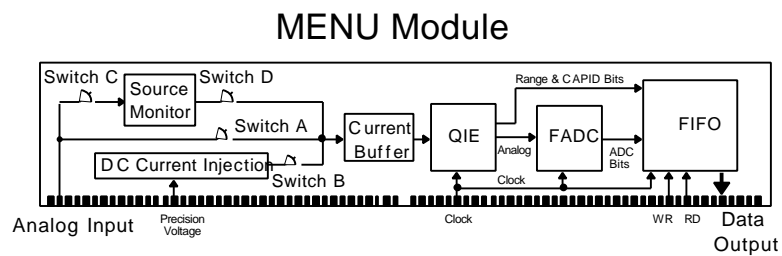 MENU Module
Switch C
Switch D
Source
Monitor
Switch A
DC Current Injection
Switch B
Current
Buffer
QIE
Range & CAPID Bits
Analog
FADC
ADC
Bits
FIFO
Clock
Analog Input
Precision
Voltage
Clock
WR
RD
Data
Output